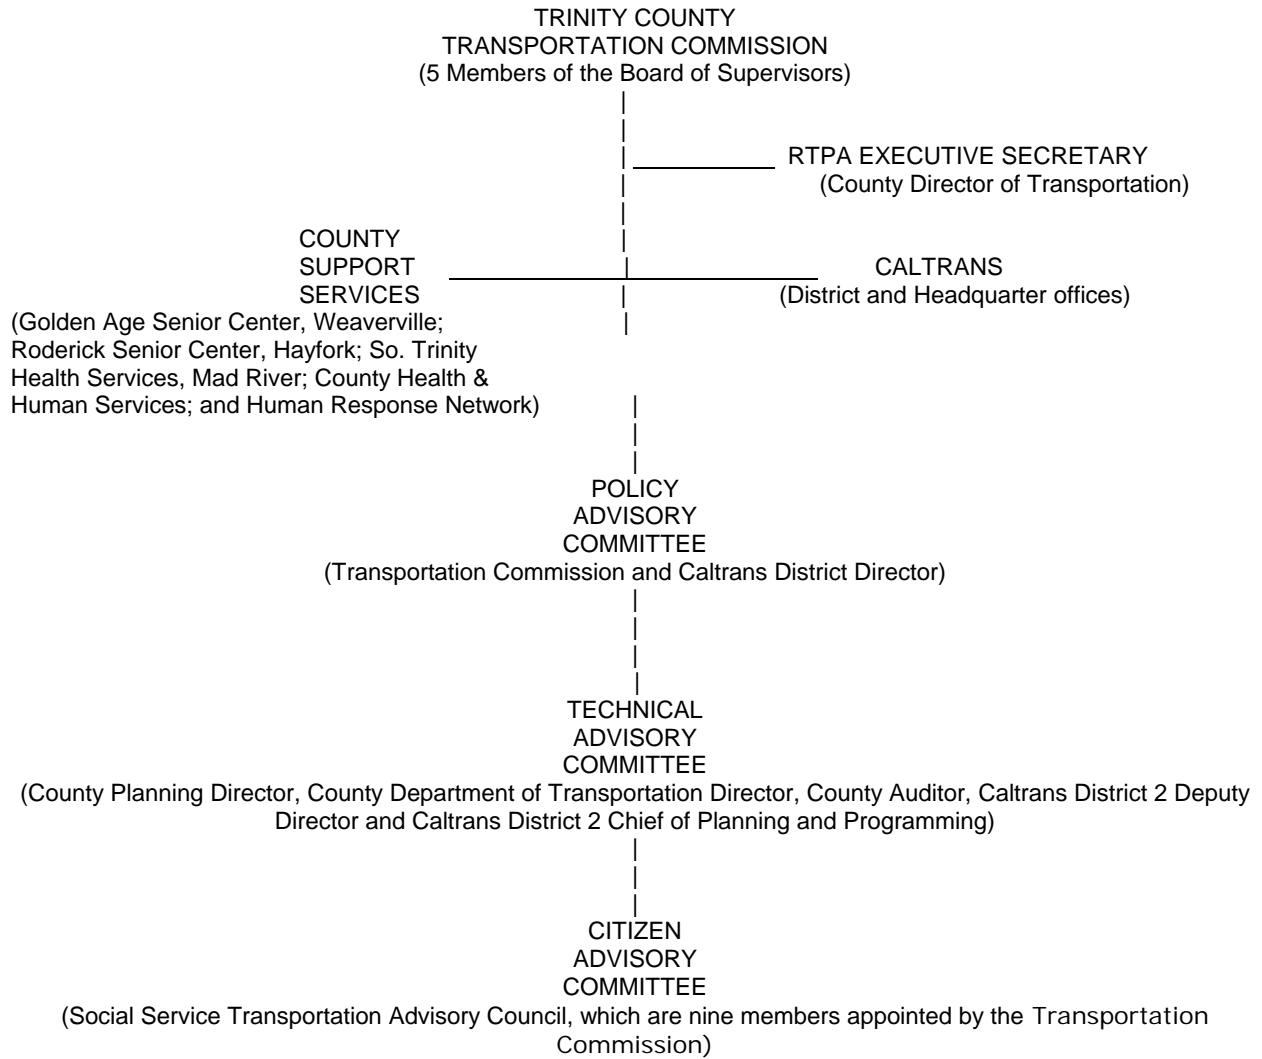 TRINITY COUNTY
TRANSPORTATION COMMISSION
(5 Members of the Board of Supervisors)
RTPA EXECUTIVE SECRETARY
(County Director of Transportation)
COUNTY
SUPPORT
SERVICES
(Golden Age Senior Center, Weaverville;
Roderick Senior Center, Hayfork; So. Trinity
Health Services, Mad River; County Health &
Human Services; and Human Response Network)
CALTRANS
(District and Headquarter offices)
POLICY
ADVISORY
COMMITTEE
(Transportation Commission and Caltrans District Director)
TECHNICAL
ADVISORY
COMMITTEE
(County Planning Director, County Department of Transportation Director, County Auditor, Caltrans District 2 Deputy
Director and Caltrans District 2 Chief of Planning and Programming)
CITIZEN
ADVISORY
COMMITTEE
(Social Service Transportation Advisory Council, which are nine members appointed by the Transportation
Commission)